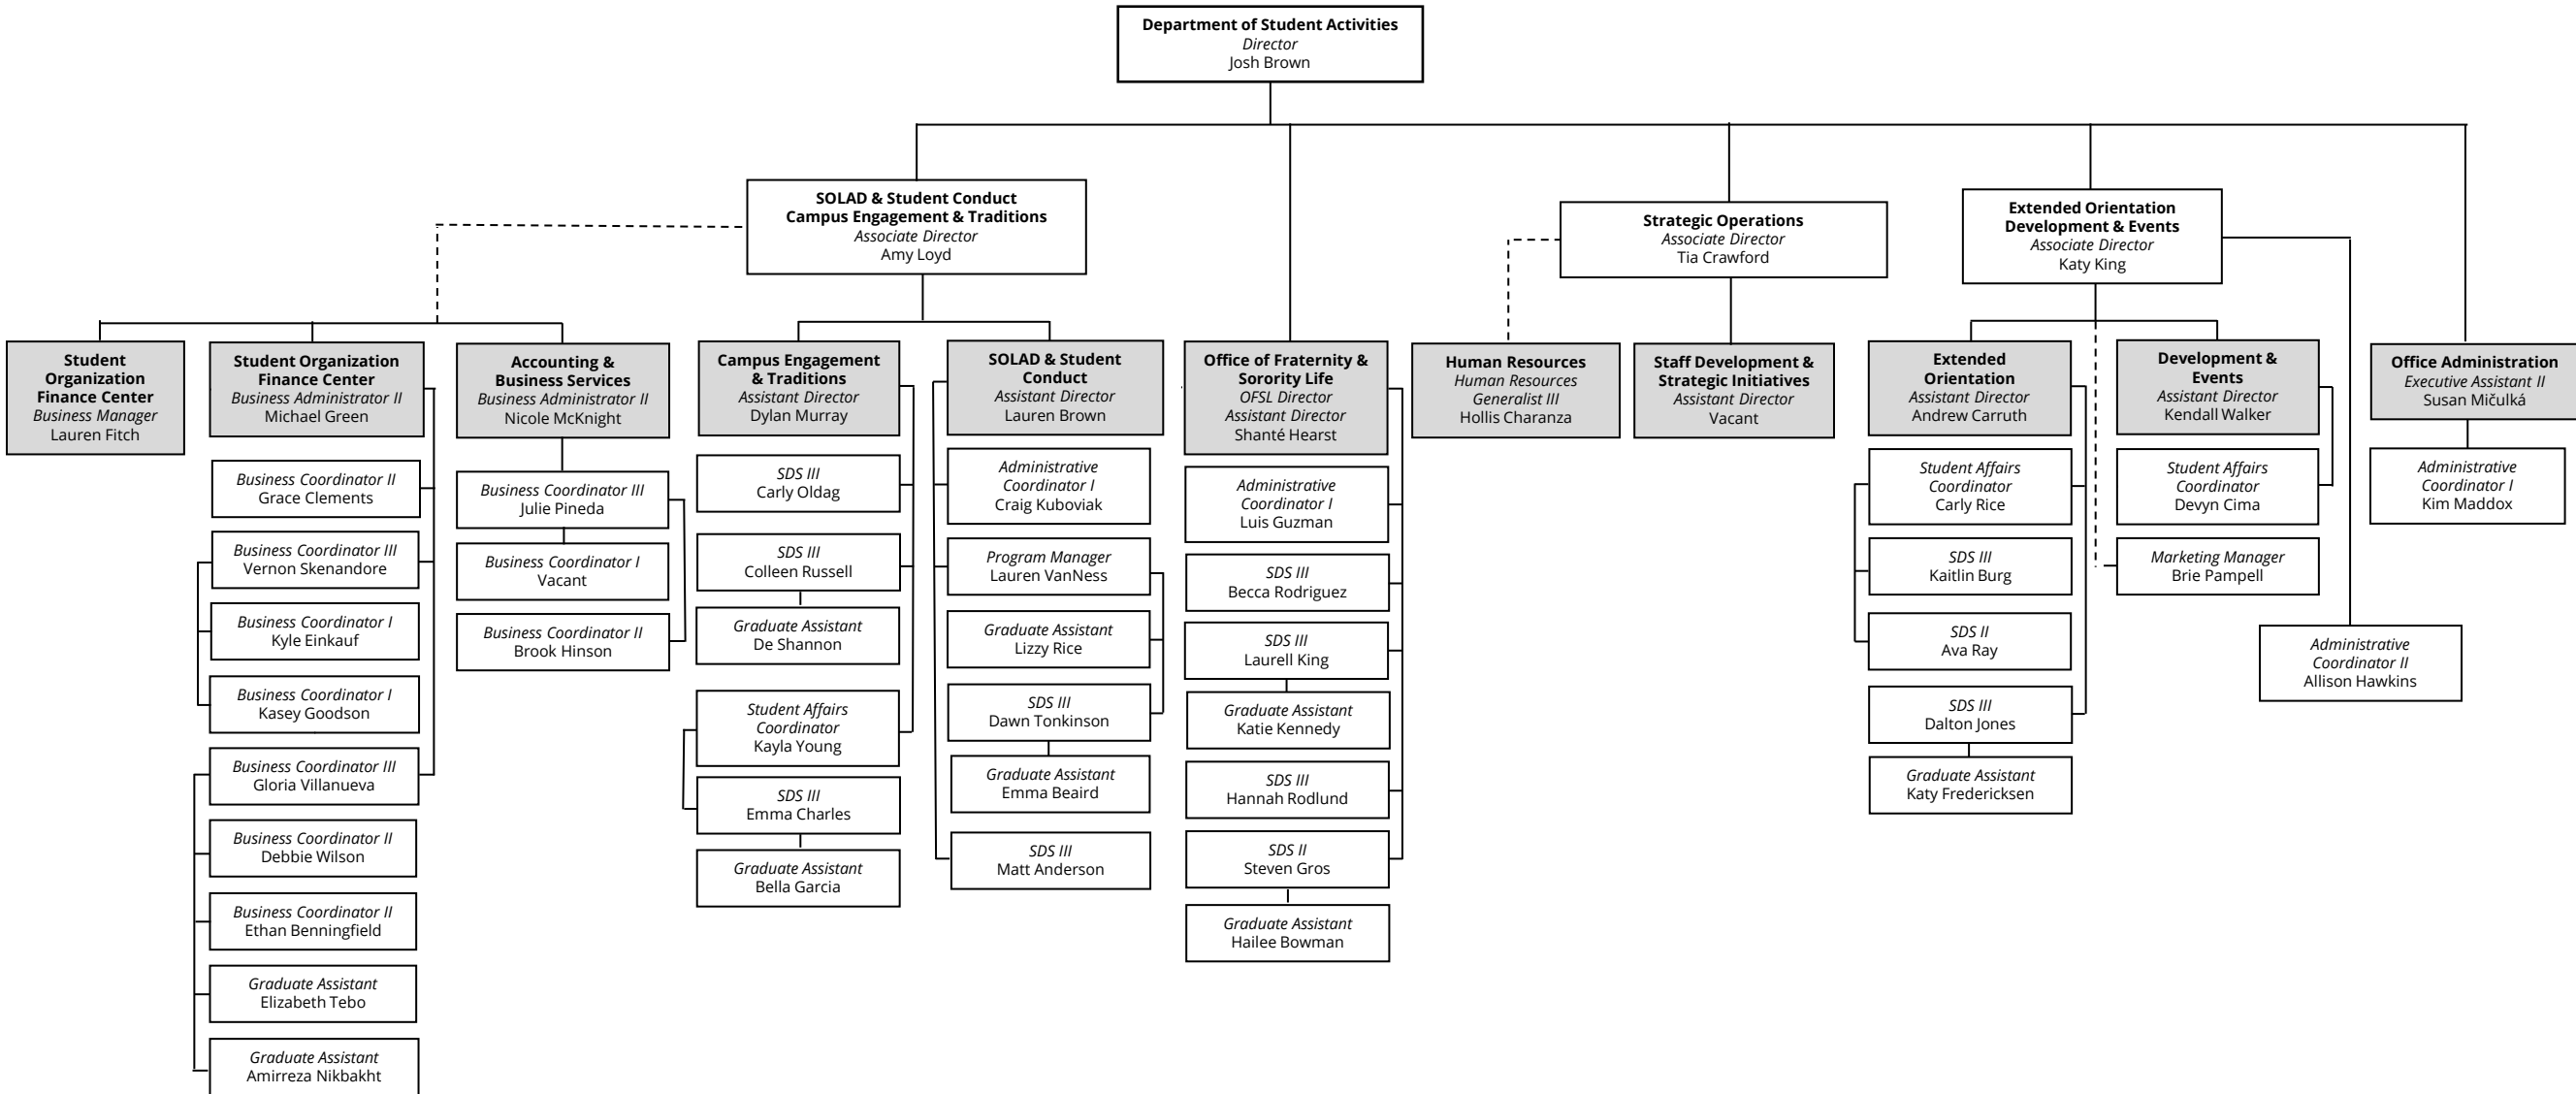 Department of Student Activities
Director
Josh Brown
SOLAD & Student Conduct
Campus Engagement & Traditions
Associate Director
Amy Loyd
Strategic Operations
Associate Director
Tia Crawford
Extended Orientation
Development & Events
Associate Director
Katy King
Student
Organization
Finance Center
Business Manager
Lauren Fitch
Student Organization
Finance Center
Business Administrator II
Michael Green
Business Coordinator II
Grace Clements
Business Coordinator III
Vernon Skenandore
Business Coordinator I
Kyle Einkauf
Business Coordinator I
Kasey Goodson
Business Coordinator III
Gloria Villanueva
Business Coordinator II
Debbie Wilson
Business Coordinator II
Ethan Benningfield
Graduate Assistant
Elizabeth Tebo
Graduate Assistant
Amirreza Nikbakht
Accounting &
Business Services
Business Administrator II
Nicole McKnight
Business Coordinator III
Julie Pineda
Business Coordinator I
Vacant
Business Coordinator II
Brook Hinson
Campus Engagement
& Traditions
Assistant Director
Dylan Murray
SDS III
Carly Oldag
SDS III
Colleen Russell
Graduate Assistant
De Shannon
Student Affairs
Coordinator
Kayla Young
SDS III
Emma Charles
Graduate Assistant
Bella Garcia
SOLAD & Student
Conduct
Assistant Director
Lauren Brown
Administrative
Coordinator I
Craig Kuboviak
Program Manager
Lauren VanNess
Graduate Assistant
Lizzy Rice
SDS III
Dawn Tonkinson
Graduate Assistant
Emma Beaird
SDS III
Matt Anderson
Office of Fraternity &
Sorority Life
OFSL Director
Assistant Director
Shanté Hearst
Administrative
Coordinator I
Luis Guzman
SDS III
Becca Rodriguez
SDS III
Laurell King
Graduate Assistant
Katie Kennedy
SDS III
Hannah Rodlund
SDS II
Steven Gros
Graduate Assistant
Hailee Bowman
Human Resources
Human Resources
Generalist III
Hollis Charanza
Staff Development &
Strategic Initiatives
Assistant Director
Vacant
Extended
Orientation
Assistant Director
Andrew Carruth
Student Affairs
Coordinator
Carly Rice
SDS III
Kaitlin Burg
SDS II
Ava Ray
SDS III
Dalton Jones
Graduate Assistant
Katy Fredericksen
Development &
Events
Assistant Director
Kendall Walker
Student Affairs
Coordinator
Devyn Cima
Marketing Manager
Brie Pampell
Administrative
Coordinator II
Allison Hawkins
Office Administration
Executive Assistant II
Susan Mičulká
Administrative
Coordinator I
Kim Maddox